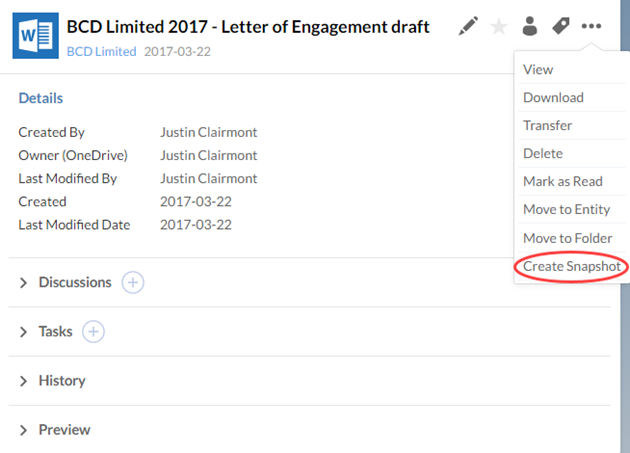 W
BCD Limited 2017 - Letter of Engagement draft
BCD Limited 2017-03-22
Details
Created By Justin Clairmont
Owner (OneDrive) Justin Clairmont
Last Modified By Justin Clairmont
Created 2017-03-22
Last Modified Date 2017-03-22
Discussions
Tasks
History
Preview
View
Download
Transfer
Delete
Mark as Read
Move to Entity
Move to Folder
Create Snapshot